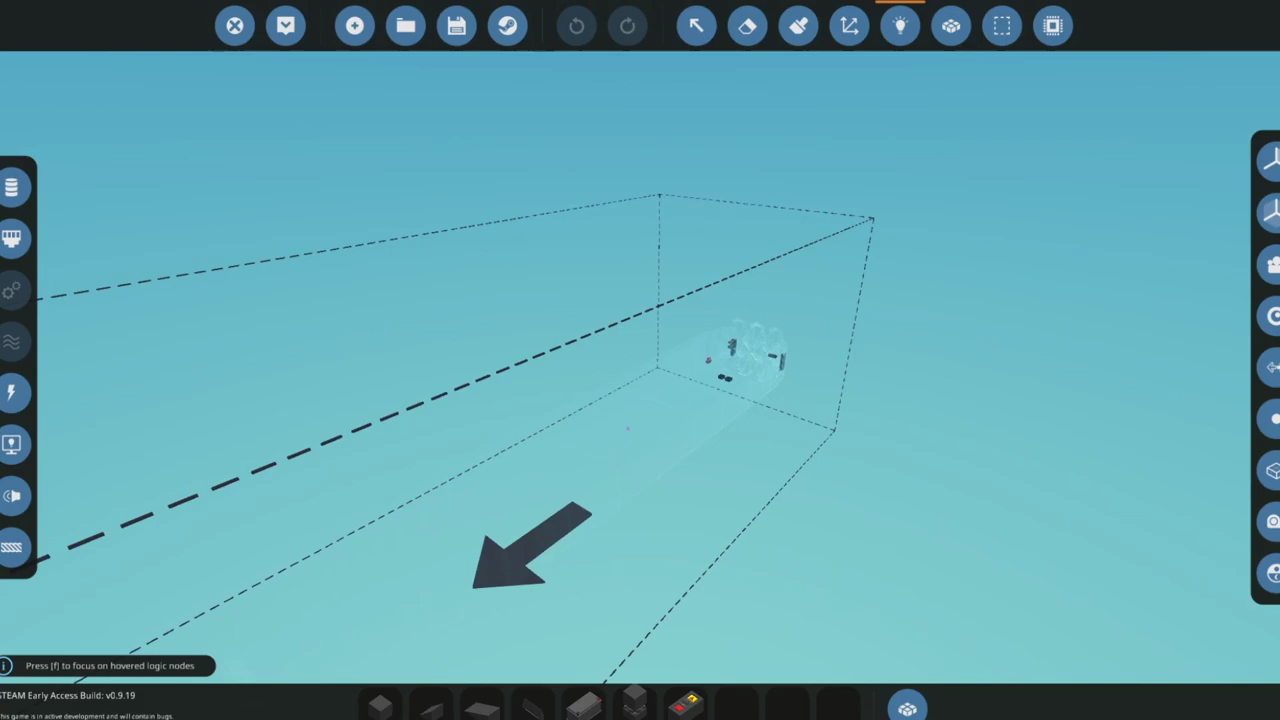 Press [f] to focus on hovered logic nodes
STEAM Early Access Build: v0.9.19
This game is in active development and will contain bugs.